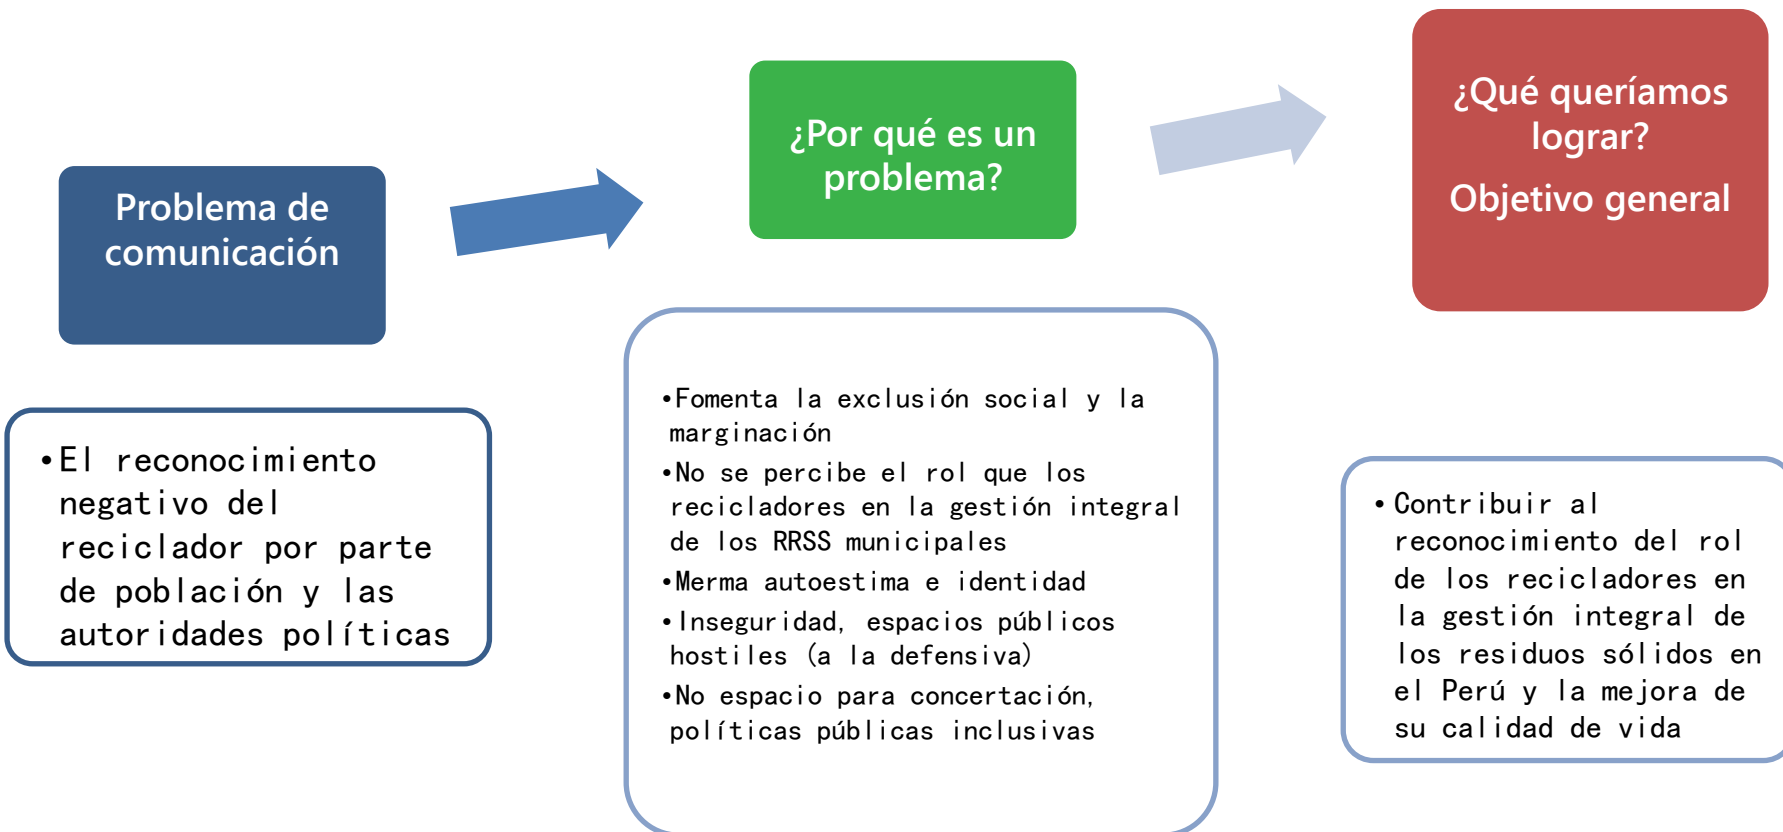 Problema de
comunicación
•El reconocimiento
negativo del
reciclador por parte
de población y las
autoridades políticas
¿Por qué es un
problema?
•Fomenta la exclusión social y la
marginación
•No se percibe el rol que los
recicladores en la gestión integral
de los RRSS municipales
•Merma autoestima e identidad
•Inseguridad, espacios públicos
hostiles (a la defensiva)
•No espacio para concertación,
políticas públicas inclusivas
¿Qué queríamos
lograr?
Objetivo general
• Contribuir al
reconocimiento del rol
de los recicladores en
la gestión integral de
los residuos sólidos en
el Perú y la mejora de
su calidad de vida